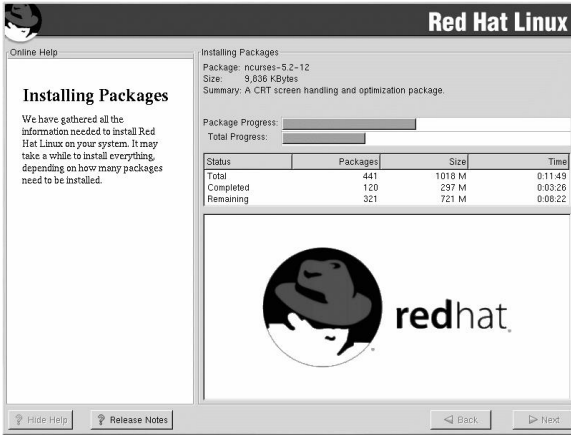 Red Hat Linux
Online Help
Installing Packages
We have gathered all the
information needed to install Red
Hat Linux on your system. It may
take a while to install everything,
depending on how many packages
need to be installed.
Installing Packages
Package: ncurses-5.2-12
Size: 9,836 KBytes
Summary: A CRT screen handling and optimization package.
Package Progress:
Total Progress:
Status Packages Size Time
Total 441 1018 M 0:11:49
Completed 120 297 M 0:03:26
Remaining 321 721 M 0:08:22
redhat.
? Hide Help
? Release Notes
Back
Next